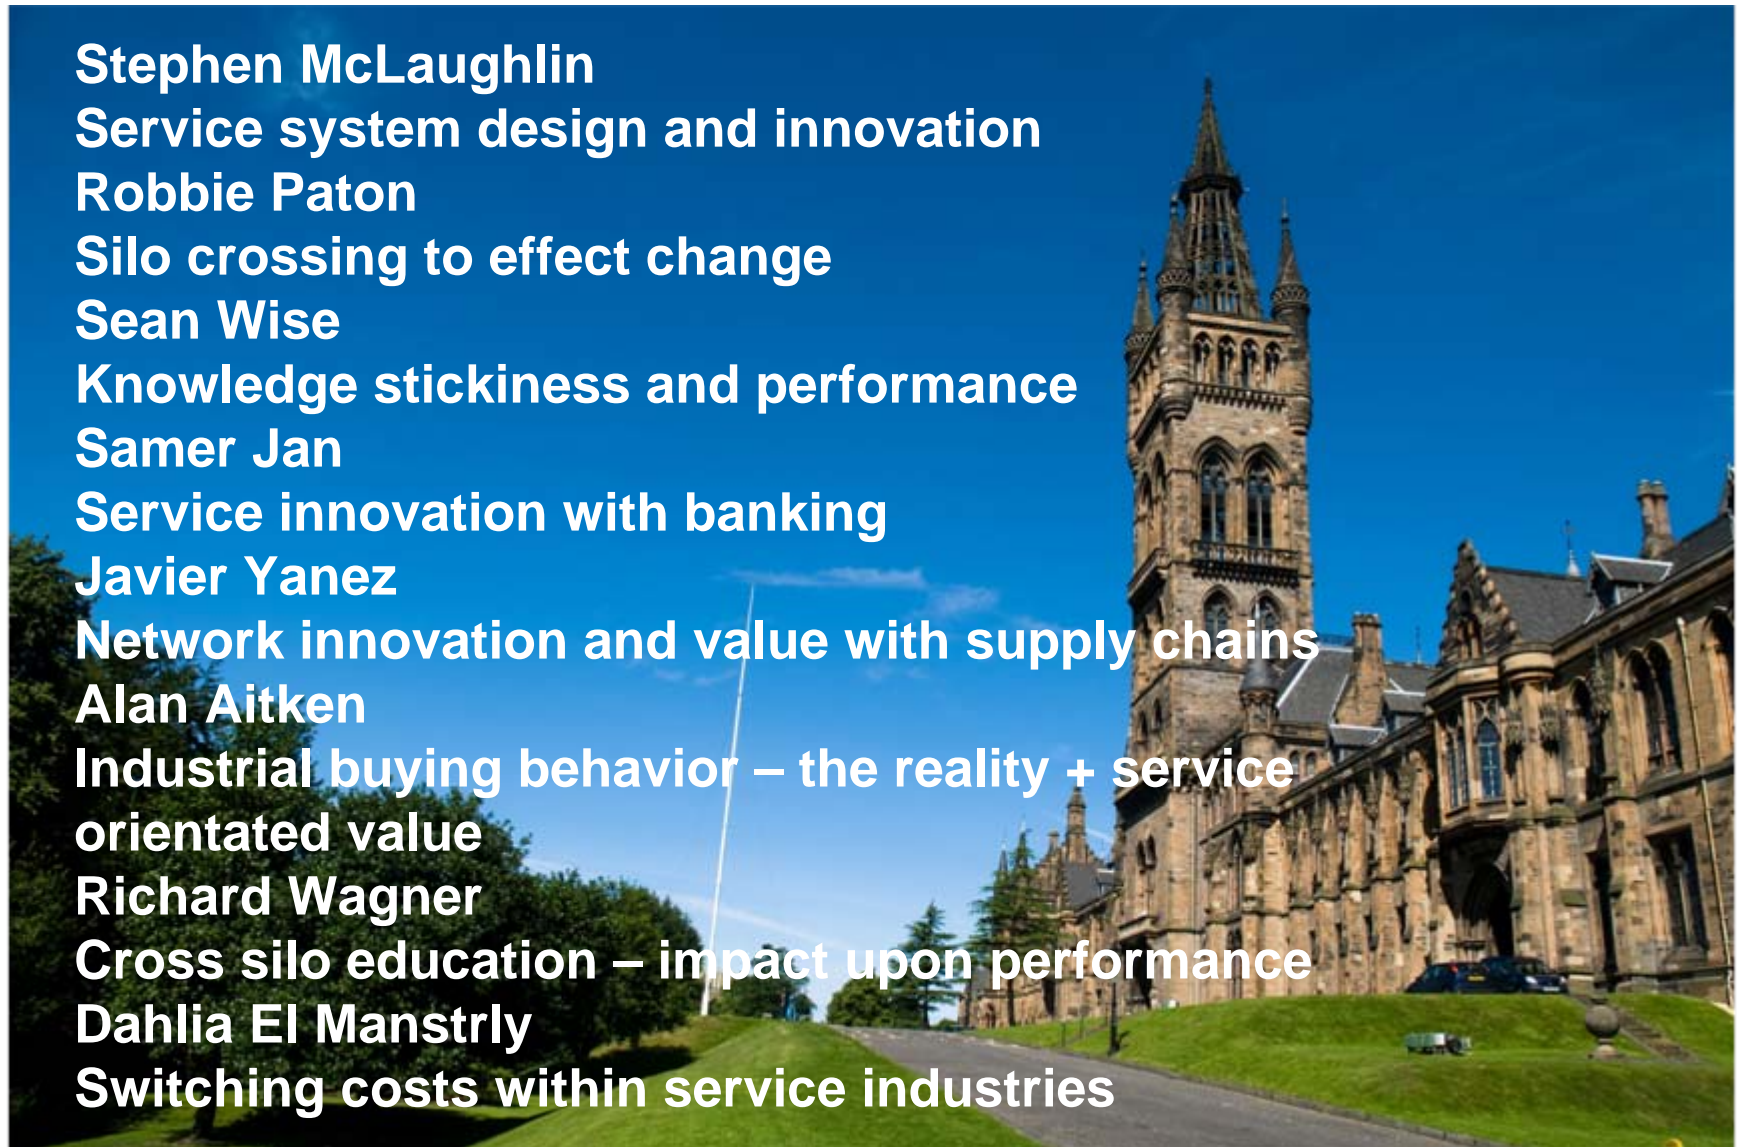 Stephen McLaughlin
Service system design and innovation
Robbie Paton
Silo crossing to effect change
Sean Wise
Knowledge stickiness and performance
Samer Jan
Service innovation with banking
Javier Yanez
Network innovation and value with supply chains
Alan Aitken
Industrial buying behavior – the reality + service
orientated value
Richard Wagner
Cross silo education – impact upon performance
Dahlia El Manstrly
Switching costs within service industries